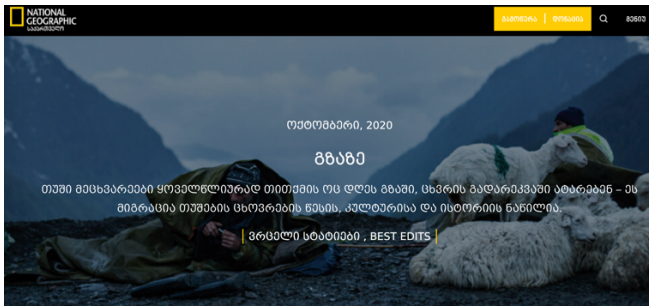 NATIONAL
GEOGRAPHIC
საქართველო
გამოწერა | დონაცია
მენიუ
ოქტომბერი, 2020
გზაზე
თუში მეცხვარეები ყოველწლიურად თითქმის ოც დღეს გზაში, ცხვრის გადარეკვაში ატარებენ – ეს
მიგრაცია თუშების ცხოვრების წესის, კულტურისა და ისტორიის ნაწილია.
ვრცელი სტატიები , BEST EDITS